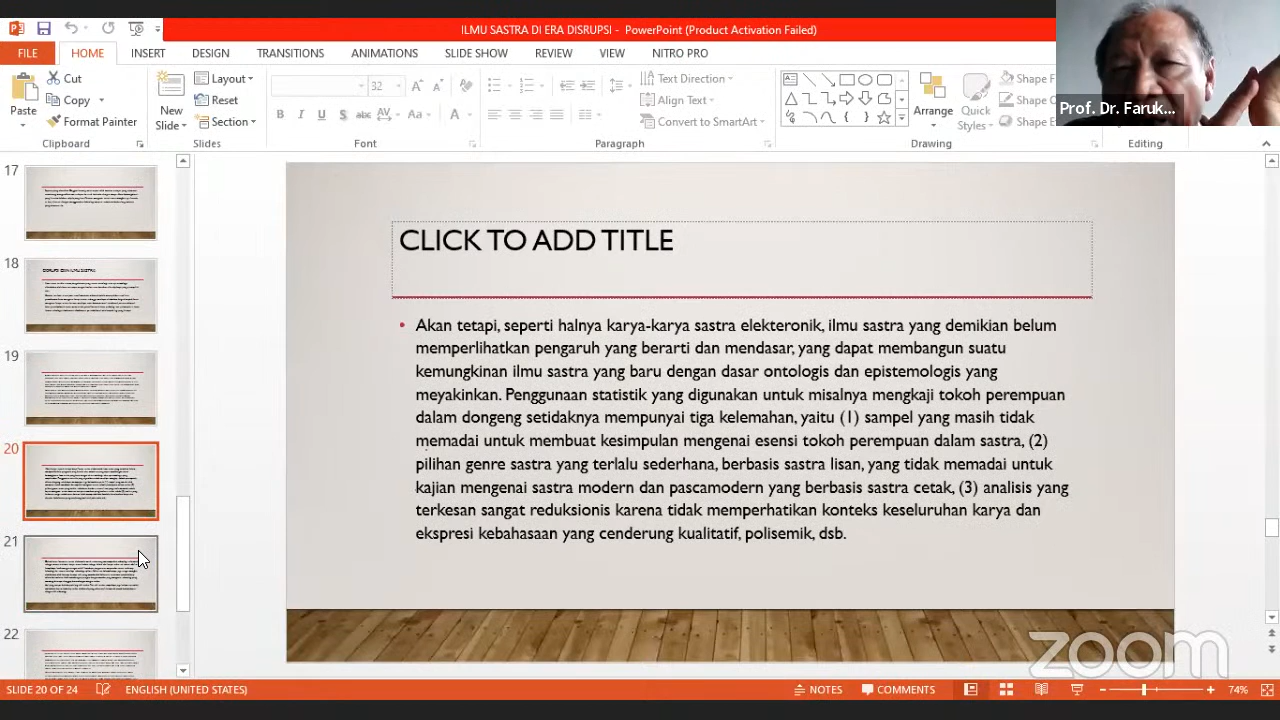 ILMU SASTRA DI ERA DISRUPSI - PowerPoint (Product Activation Failed)
FILE HOME INSERT DESIGN TRANSITIONS ANIMATIONS SLIDE SHOW REVIEW VIEW NITRO PRO
Prof. Dr. Faruk...
Paste
Cut
Copy
Format Painter
Clipboard
New
Slide
Layout
Reset
Section
Slides
32
Font
Paragraph
Text Direction
Align Text
Convert to SmartArt
Arrange
Quick
Styles
Shape F
Shape
Shape E
Drawing
Editing
17
18
19
20
21
22
CLICK TO ADD TITLE
• Akan tetapi, seperti halnya karya-karya sastra elekteronik, ilmu sastra yang demikian belum
memperlihatkan pengaruh yang berarti dan mendasar, yang dapat membangun suatu
kemungkinan ilmu sastra yang baru dengan dasar ontologis dan epistemologis yang
meyakinkan. Penggunaan statistik yang digunakan untuk misalnya mengkaji tokoh perempuan
dalam dongeng setidaknya mempunyai tiga kelemahan, yaitu (1) sampel yang masih tidak
memadai untuk membuat kesimpulan mengenai esensi tokoh perempuan dalam sastra, (2)
pilihan genre sastra yang terlalu sederhana, berbasis sastra lisan, yang tidak memadai untuk
kajian mengenai sastra modern dan pascamodern yang berbasis sastra cetak, (3) analisis yang
terkesan sangat reduksionis karena tidak memperhatikan konteks keseluruhan karya dan
ekspresi kebahasaan yang cenderung kualitatif, polisemik, dsb.
zoom
SLIDE 20 OF 24 ENGLISH (UNITED STATES) NOTES COMMENTS 74%